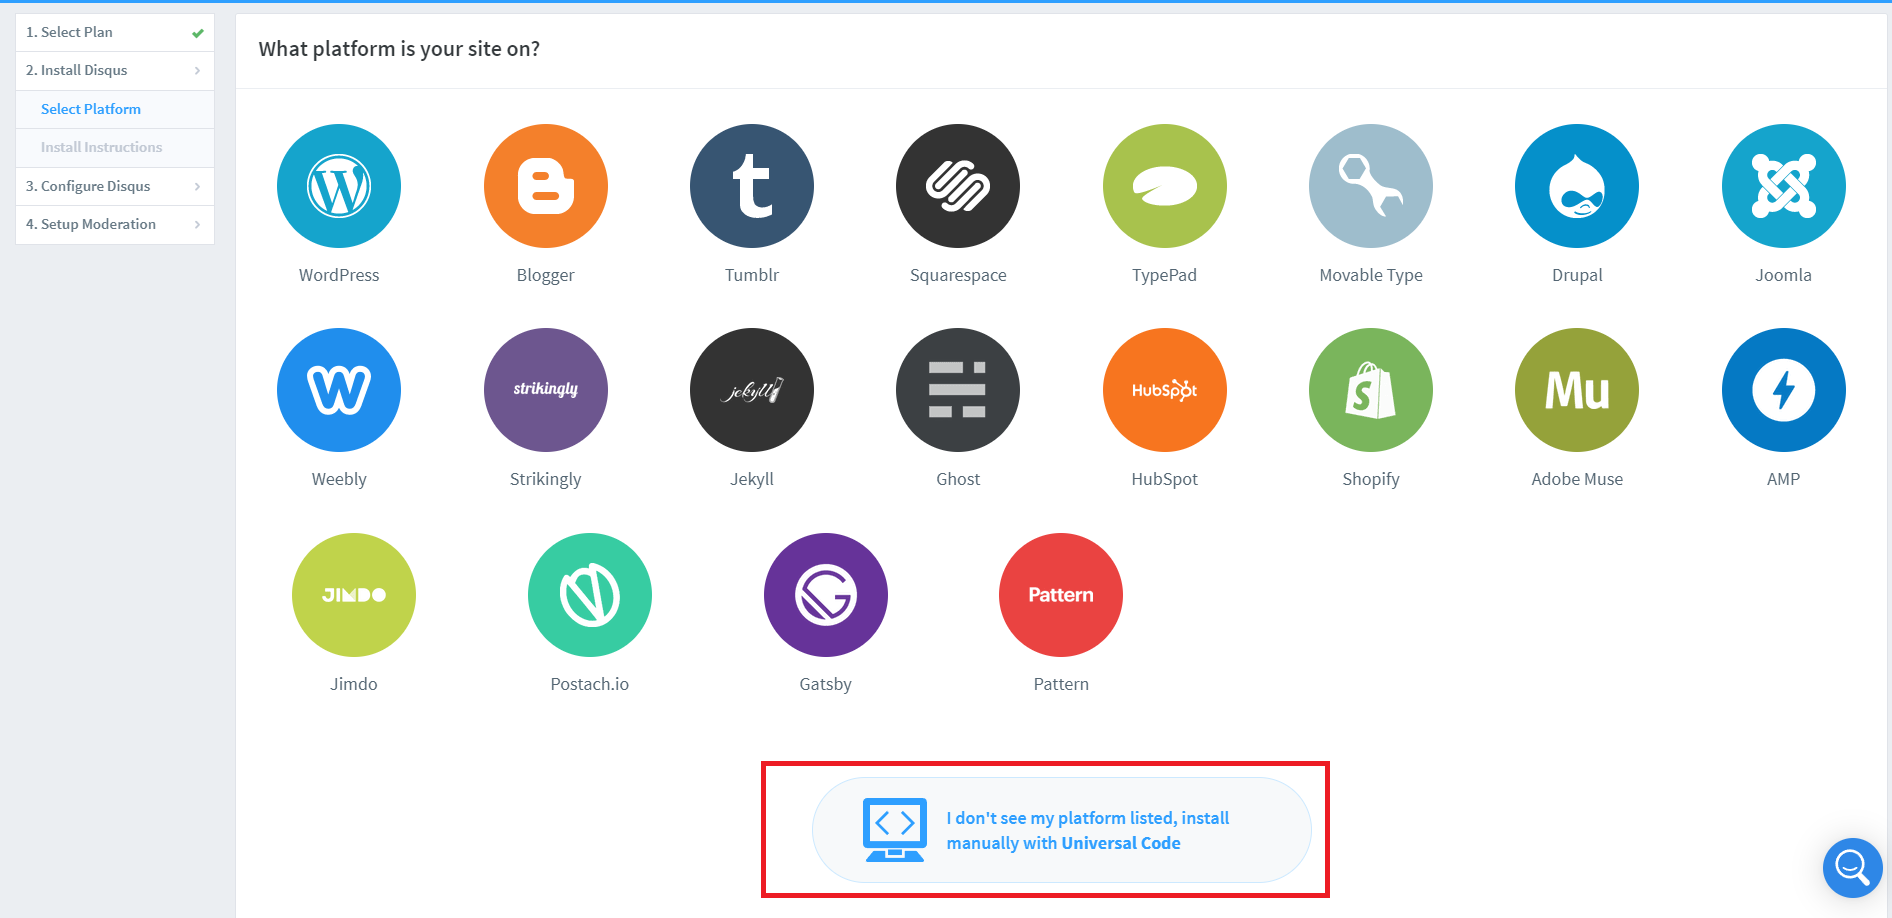 1. Select Plan
2. Install Disqus
Select Platform
Install Instructions
3. Configure Disqus
4. Setup Moderation
What platform is your site on?
WordPress
Blogger
Tumblr
Squarespace
TypePad
Movable Type
Drupal
Joomla
strikingly
jekyll
HubSpot
Mu
Weebly
Strikingly
Jekyll
Ghost
HubSpot
Shopify
Adobe Muse
AMP
JIMDO
Pattern
Jimdo
Postach.io
Gatsby
Pattern
I don't see my platform listed, install
manually with Universal Code